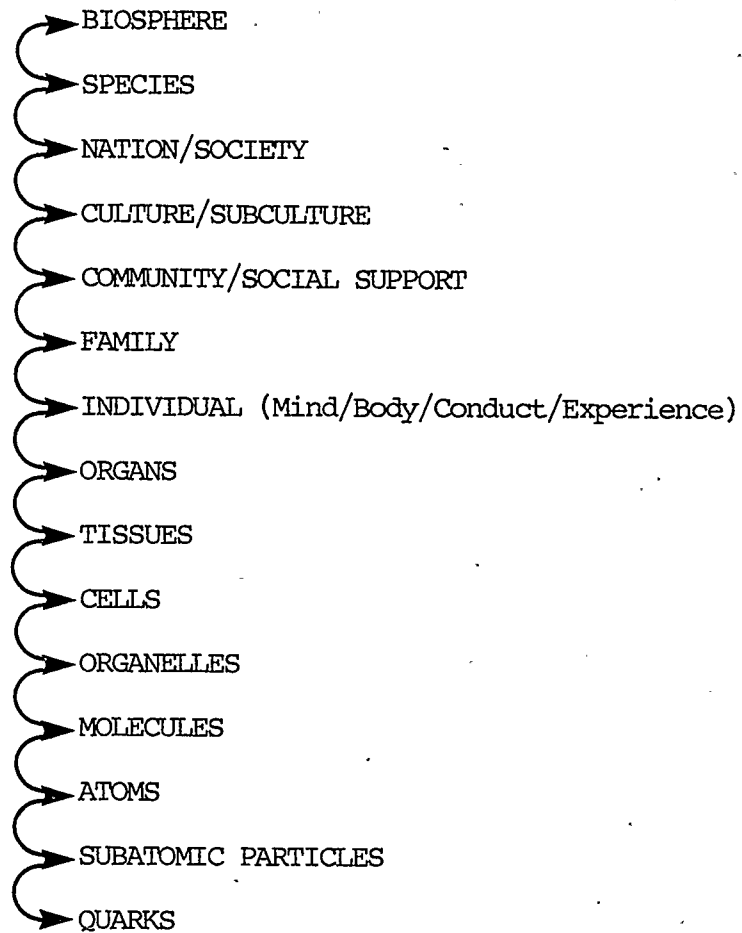 BIOSPHERE
SPECIES
NATION/SOCIETY
CULTURE/SUBCULTURE
COMMUNITY/SOCIAL SUPPORT
FAMILY
INDIVIDUAL (Mind/Body/Conduct/Experience)
ORGANS
TISSUES
CELLS
ORGANELLES
MOLECULES
ATOMS
SUBATOMIC PARTICLES
QUARKS